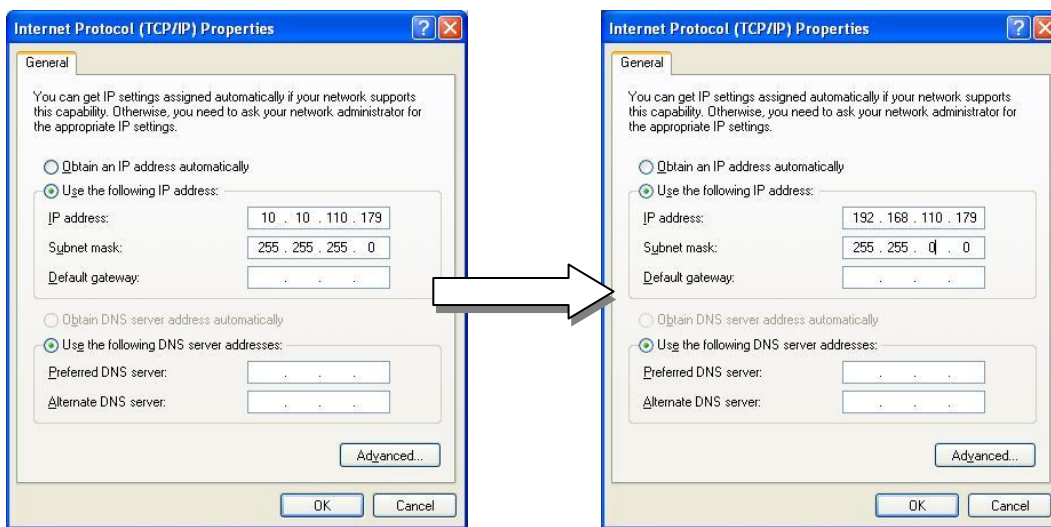 Internet Protocol (TCP/IP) Properties
General
You can get IP settings assigned automatically if your network supports
this capability. Otherwise, you need to ask your network administrator for
the appropriate IP settings.
Obtain an IP address automatically
Use the following IP address:
IP address: 10 . 10 . 110 . 179
Subnet mask: 255 . 255 . 255 . 0
Default gateway: . . .
Obtain DNS server address automatically
Use the following DNS server addresses:
Preferred DNS server: . . .
Alternate DNS server: . . .
Advanced...
OK Cancel
Internet Protocol (TCP/IP) Properties
General
You can get IP settings assigned automatically if your network supports
this capability. Otherwise, you need to ask your network administrator for
the appropriate IP settings.
Obtain an IP address automatically
Use the following IP address:
IP address: 192 . 168 . 110 . 179
Subnet mask: 255 . 255 . 0 . 0
Default gateway: . . .
Obtain DNS server address automatically
Use the following DNS server addresses:
Preferred DNS server: . . .
Alternate DNS server: . . .
Advanced...
OK Cancel